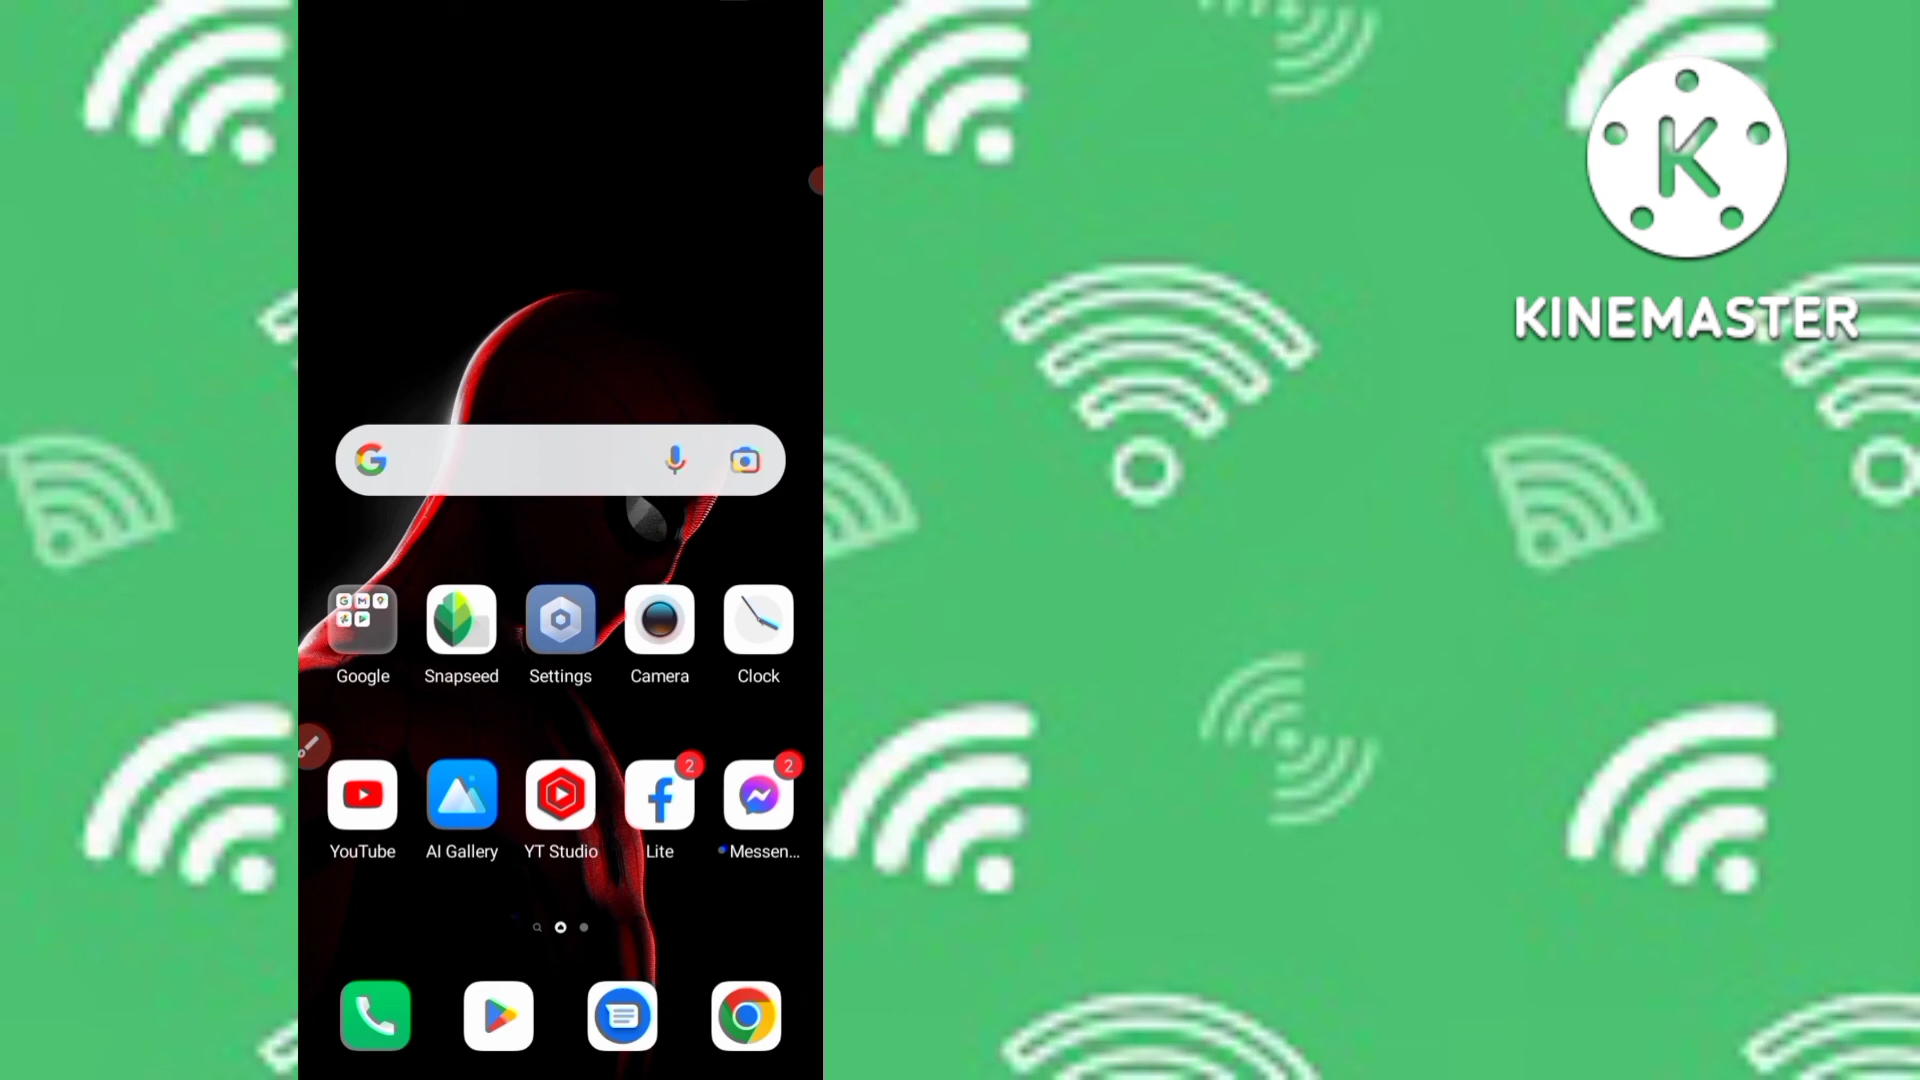 KINEMASTER
Google Snapseed Settings Camera Clock
2 2
YouTube AI Gallery YT Studio Lite Messen...